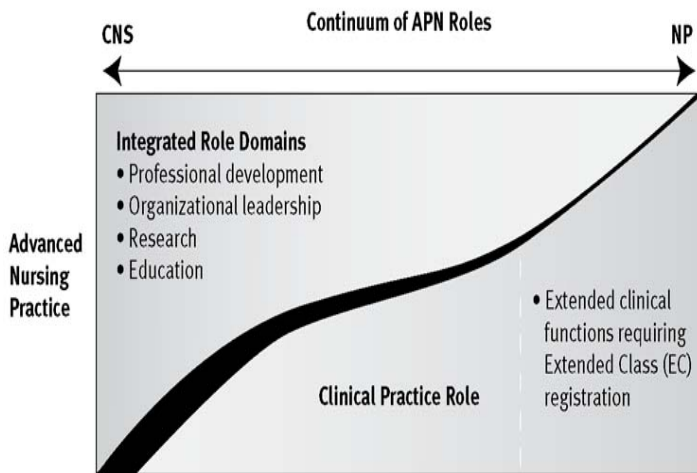 Continuum of APN Roles
CNS
NP
Integrated Role Domains
• Professional development
• Organizational leadership
• Research
• Education
Advanced
Nursing
Practice
• Extended clinical
functions requiring
Extended Class (EC)
registration
Clinical Practice Role